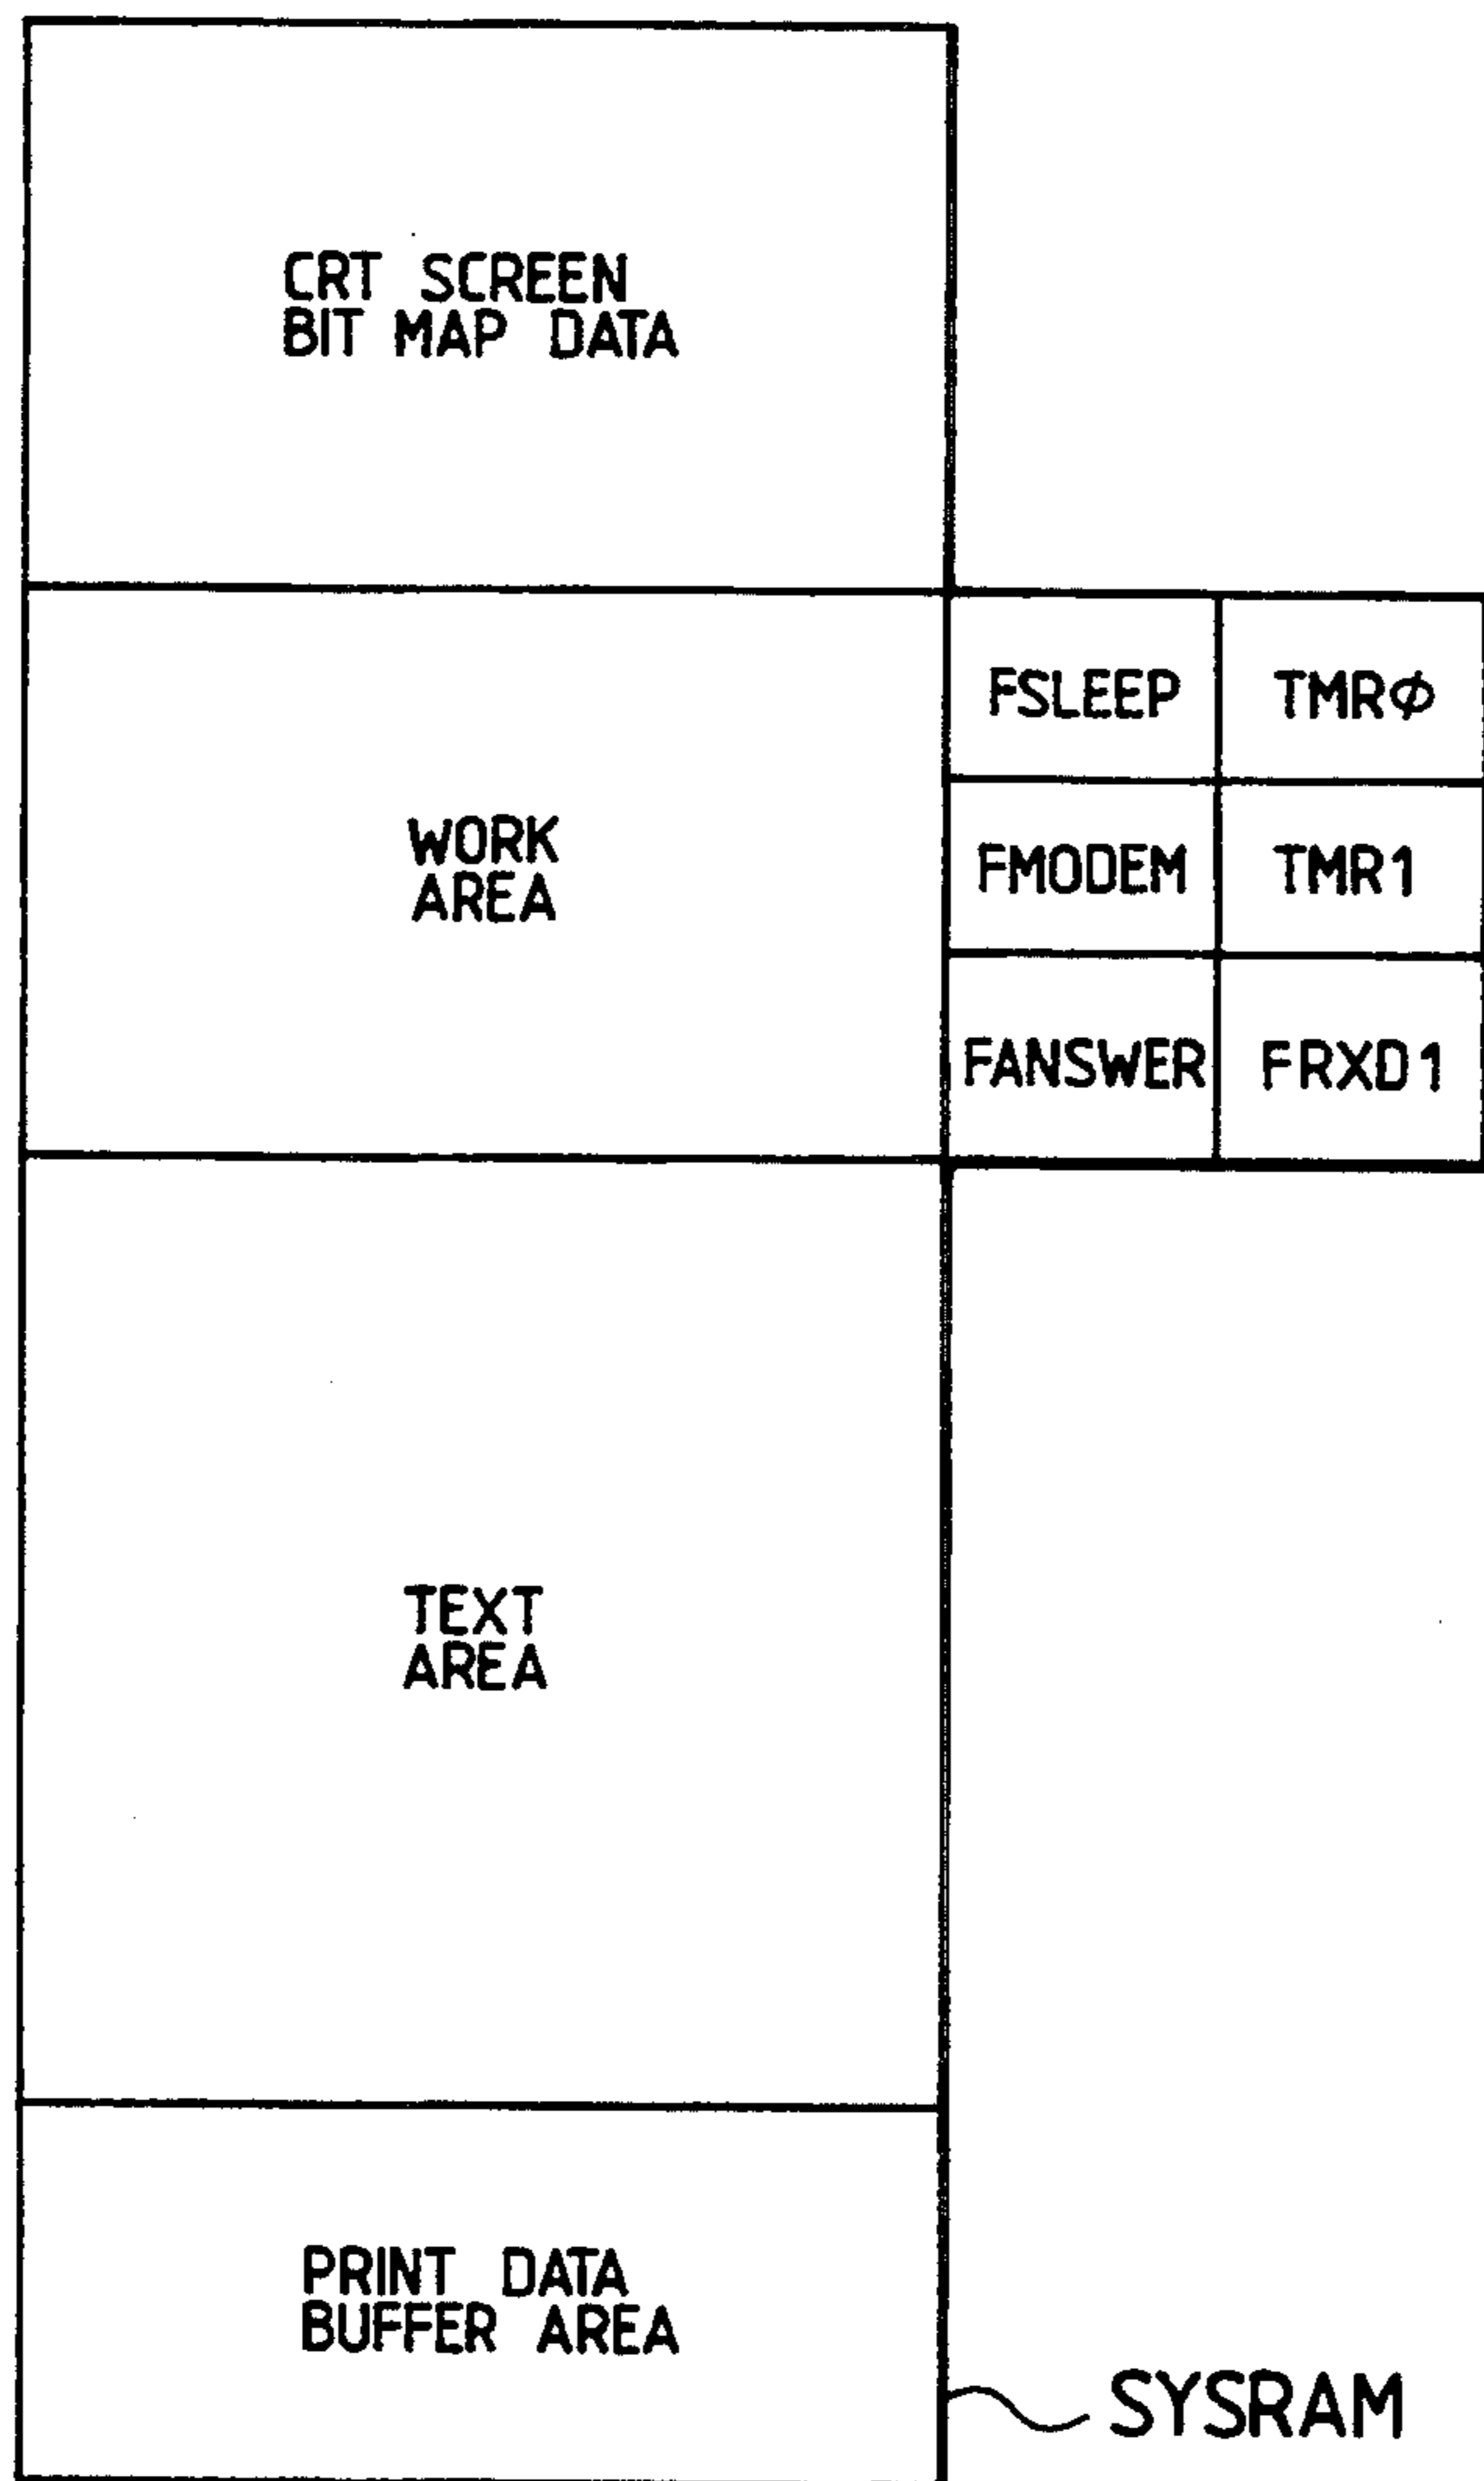 CRT SCREEN
BIT MAP DATA
FSLEEP
TMRφ
WORK
AREA
FMODEM
TMR1
FANSWER
FRXD1
TEXT
AREA
PRINT DATA
BUFFER AREA
SYSRAM